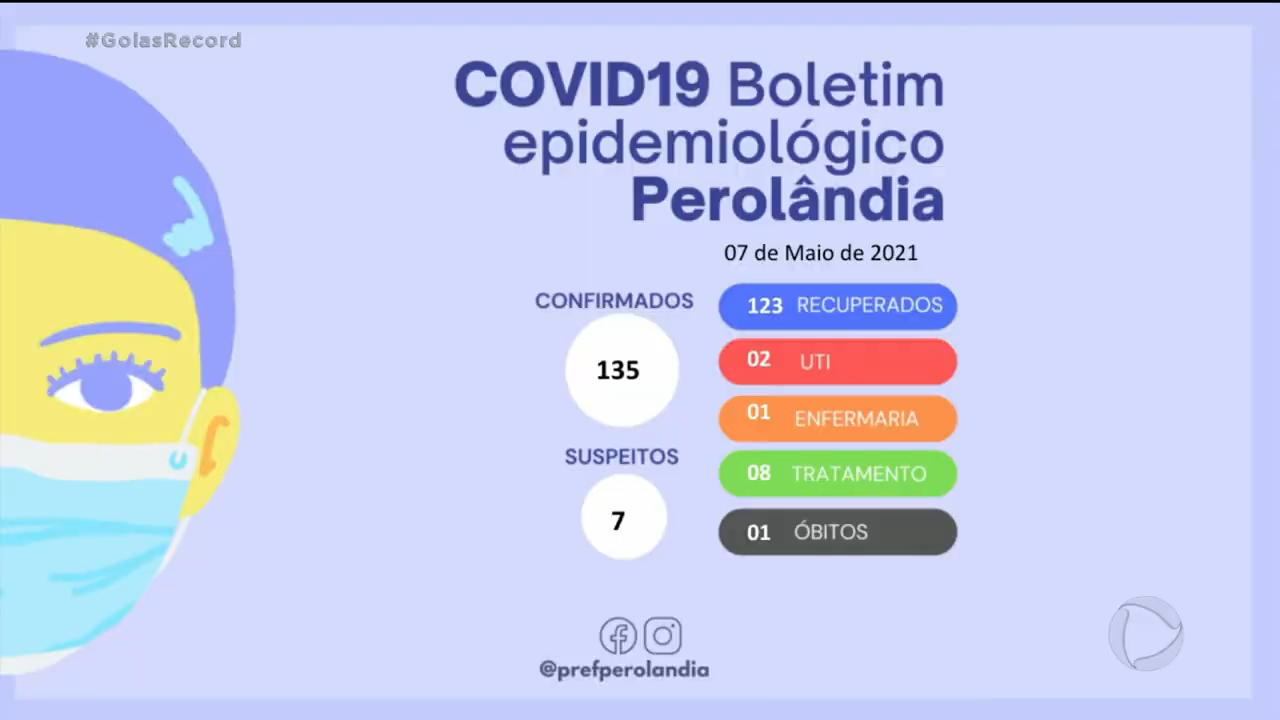 #GoIasRecord
COVID19 Boletim
epidemiológico
Perolândia
07 de Maio de 2021
CONFIRMADOS
135
SUSPEITOS
7
123 RECUPERADOS
02 UTI
01 ENFERMARIA
08 TRATAMENTO
01 ÓBITOS
@prefperolandia